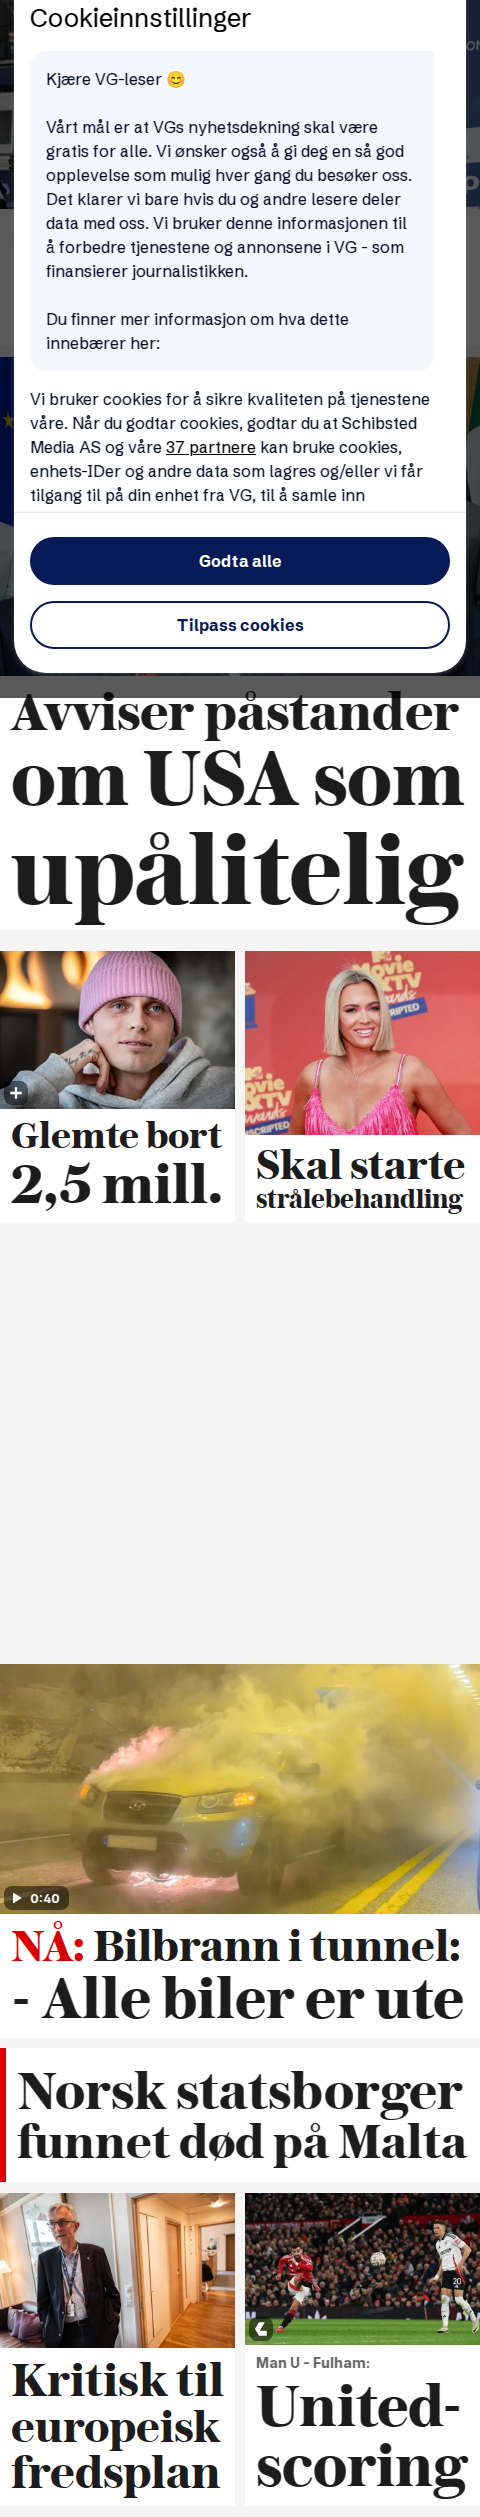 Cookieinnstillinger
Kjære VG-leser 😊
Vårt mål er at VGs nyhetsdekning skal være
gratis for alle. Vi ønsker også å gi deg en så god
opplevelse som mulig hver gang du besøker oss.
Det klarer vi bare hvis du og andre lesere deler
data med oss. Vi bruker denne informasjonen til
å forbedre tjenestene og annonsene i VG - som
finansierer journalistikken.
Du finner mer informasjon om hva dette
innebærer her:
Vi bruker cookies for å sikre kvaliteten på tjenestene
våre. Når du godtar cookies, godtar du at Schibsted
Media AS og våre 37 partnere kan bruke cookies,
enhets-IDer og andre data som lagres og/eller vi får
tilgang til på din enhet fra VG, til å samle inn
Godta alle
Tilpass cookies
Avviser påstander
om USA som
upålitelig
Glemte bort
2,5 mill.
Movie
&TV
Awards
SCRIPTED
Skal starte
strålebehandling
0:40
NÅ: Bilbrann i tunnel:
- Alle biler er ute
Norsk statsborger
funnet død på Malta
Kritisk til
europeisk
fredsplan
20
Man U - Fulham:
United-
scoring